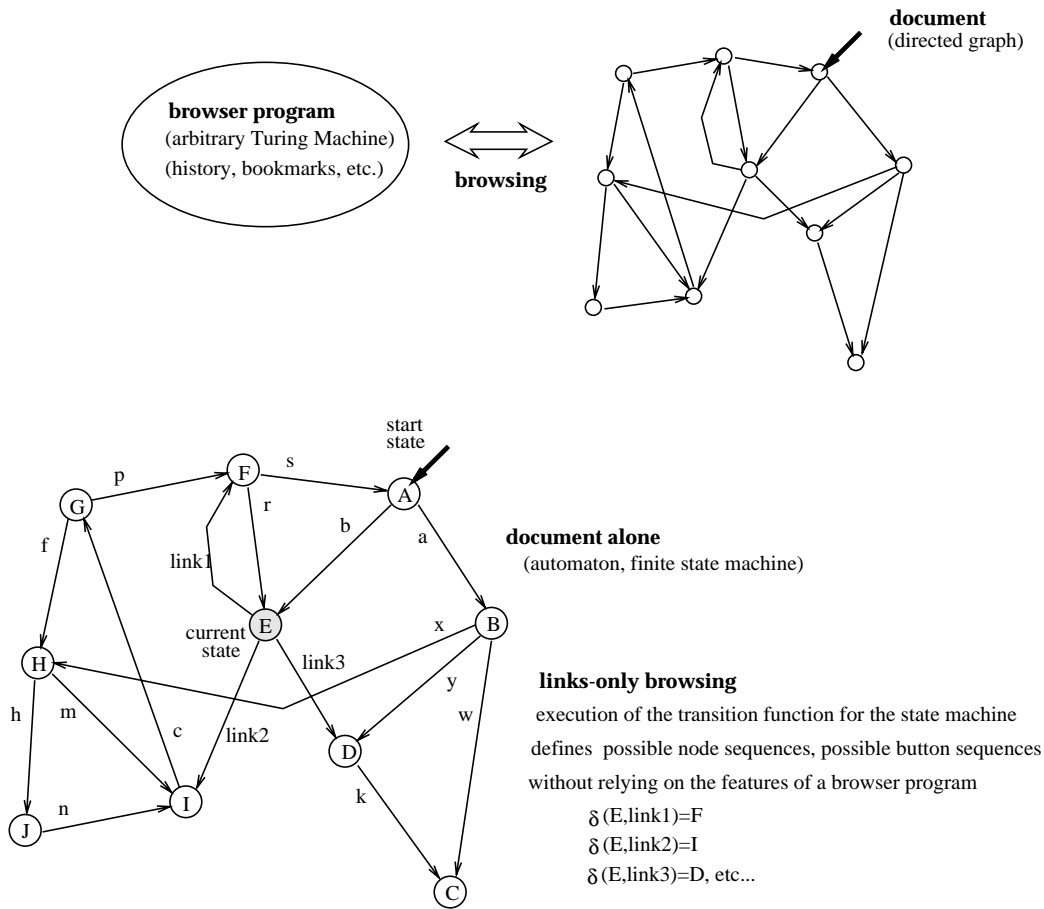 document
(directed graph)
browser program
(arbitrary Turing Machine)
(history, bookmarks, etc.)
browsing
start
state
p
F
s
A
G
r
b
a
f
link1
document alone
(automaton, finite state machine)
E
B
current
state
x
H
link3
y
links-only browsing
h
m
c
link2
w
execution of the transition function for the state machine
D
defines possible node sequences, possible button sequences
k
without relying on the features of a browser program
n
I
J
δ(E,link1)=F
δ(E,link2)=I
δ(E,link3)=D, etc...
C